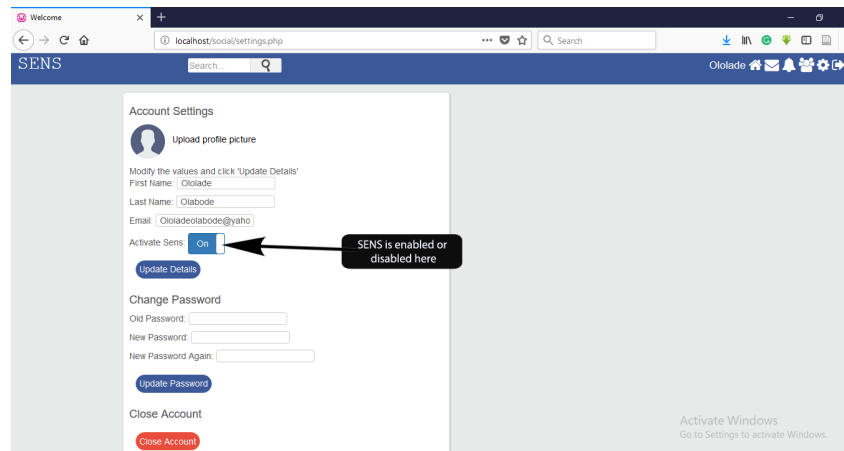 Welcome
localhost/social/settings.php
Search
SENS
Search...
Ololade
Account Settings
Upload profile picture
Modify the values and click 'Update Details'
First Name: Ololade
Last Name: Olabode
Email: Ololadeolabode@yaho
Activate Sens: On
SENS is enabled or
disabled here
Update Details
Change Password
Old Password:
New Password:
New Password Again:
Update Password
Close Account
Close Account
Activate Windows
Go to Settings to activate Windows.